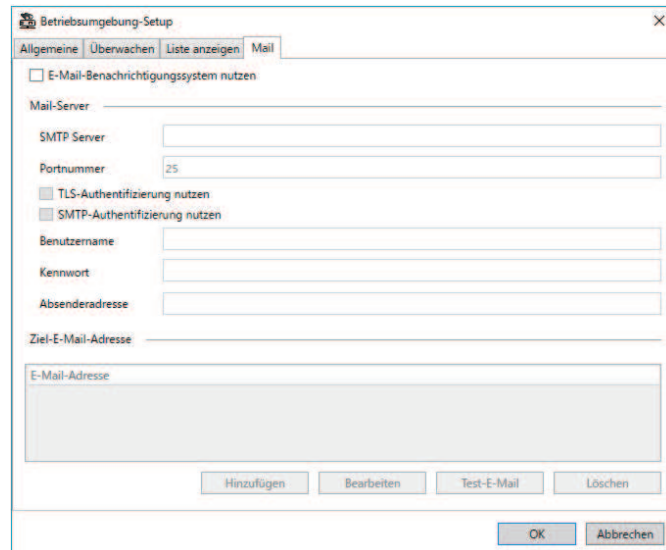 Betriebsumgebung-Setup
Allgemeine Überwachen Liste anzeigen Mail
E-Mail-Benachrichtigungssystem nutzen
Mail-Server
SMTP Server
Portnummer 25
TLS-Authentifizierung nutzen
SMTP-Authentifizierung nutzen
Benutzername
Kennwort
Absenderadresse
Ziel-E-Mail-Adresse
E-Mail-Adresse
Hinzufügen Bearbeiten Test-E-Mail Löschen
OK Abbrechen